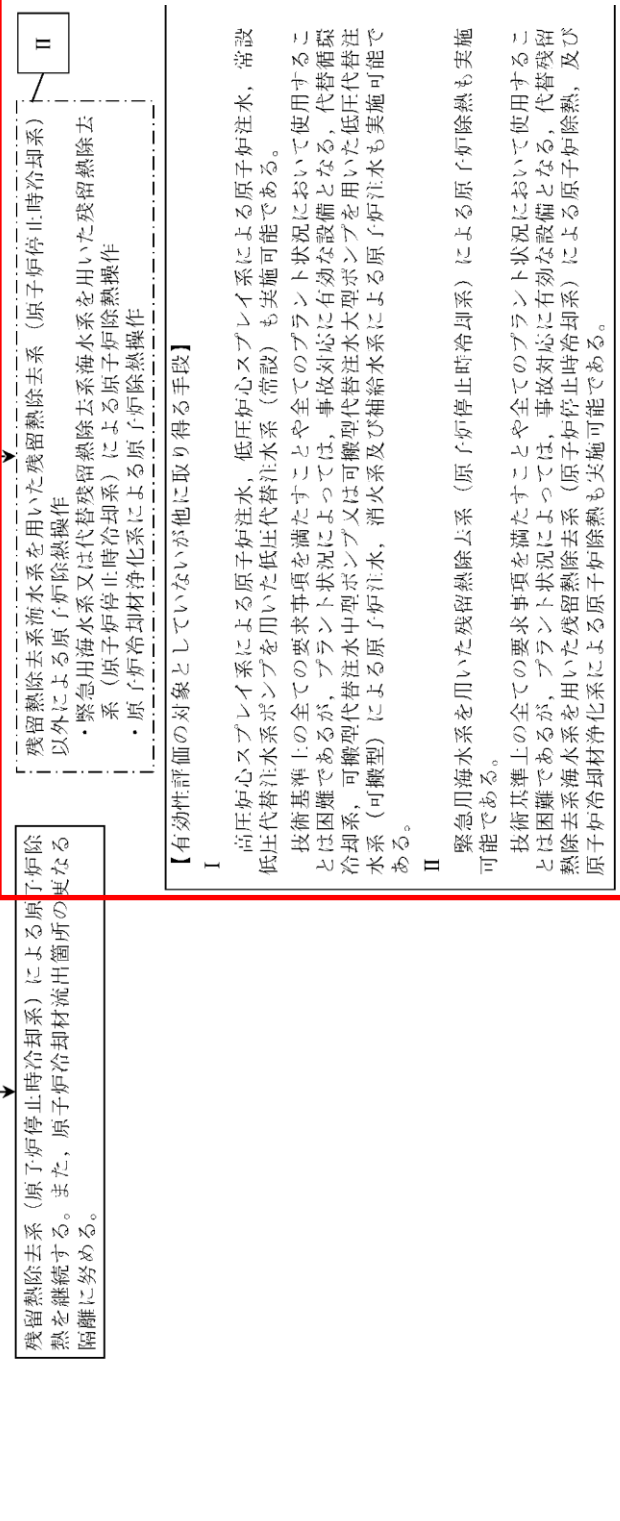 残留熱除去系（原子炉停止時冷却系）による原子炉除
熱を継続する。また，原子炉冷却材流出箇所の更なる
隔離に努める。
残留熱除去系海水系を用いた残留熱除去系（原子炉停止時冷却系）
以外による原子炉除熱操作
・緊急用海水系又は代替残留熱除去系海水系を用いた残留熱除去
系（原子炉停止時冷却系）による原子炉除熱操作
・原子炉冷却材浄化系による原子炉除熱操作
Ⅱ
【有効性評価の対象としていないが他に取り得る手段】
Ⅰ
高圧炉心スプレイ系による原子炉注水，低圧炉心スプレイ系による原子炉注水，常設
低圧代替注水系ポンプを用いた低圧代替注水系（常設）も実施可能である。
技術基準上の全ての要求事項を満たすことや全てのプラント状況において使用するこ
とは困難であるが，プラント状況によっては，事故対応に有効な設備となる，代替循環
冷却系，可搬型代替注水中型ポンプ又は可搬型代替注水大型ポンプを用いた低圧代替注
水系（可搬型）による原子炉注水，消火系及び補給水系による原子炉注水も実施可能で
ある。
Ⅱ
緊急用海水系を用いた残留熱除去系（原子炉停止時冷却系）による原子炉除熱も実施
可能である。
技術基準上の全ての要求事項を満たすことや全てのプラント状況において使用するこ
とは困難であるが，プラント状況によっては，事故対応に有効な設備となる，代替残留
熱除去系海水系を用いた残留熱除去系（原子炉停止時冷却系）による原子炉除熱，及び
原子炉冷却材浄化系による原子炉除熱も実施可能である。